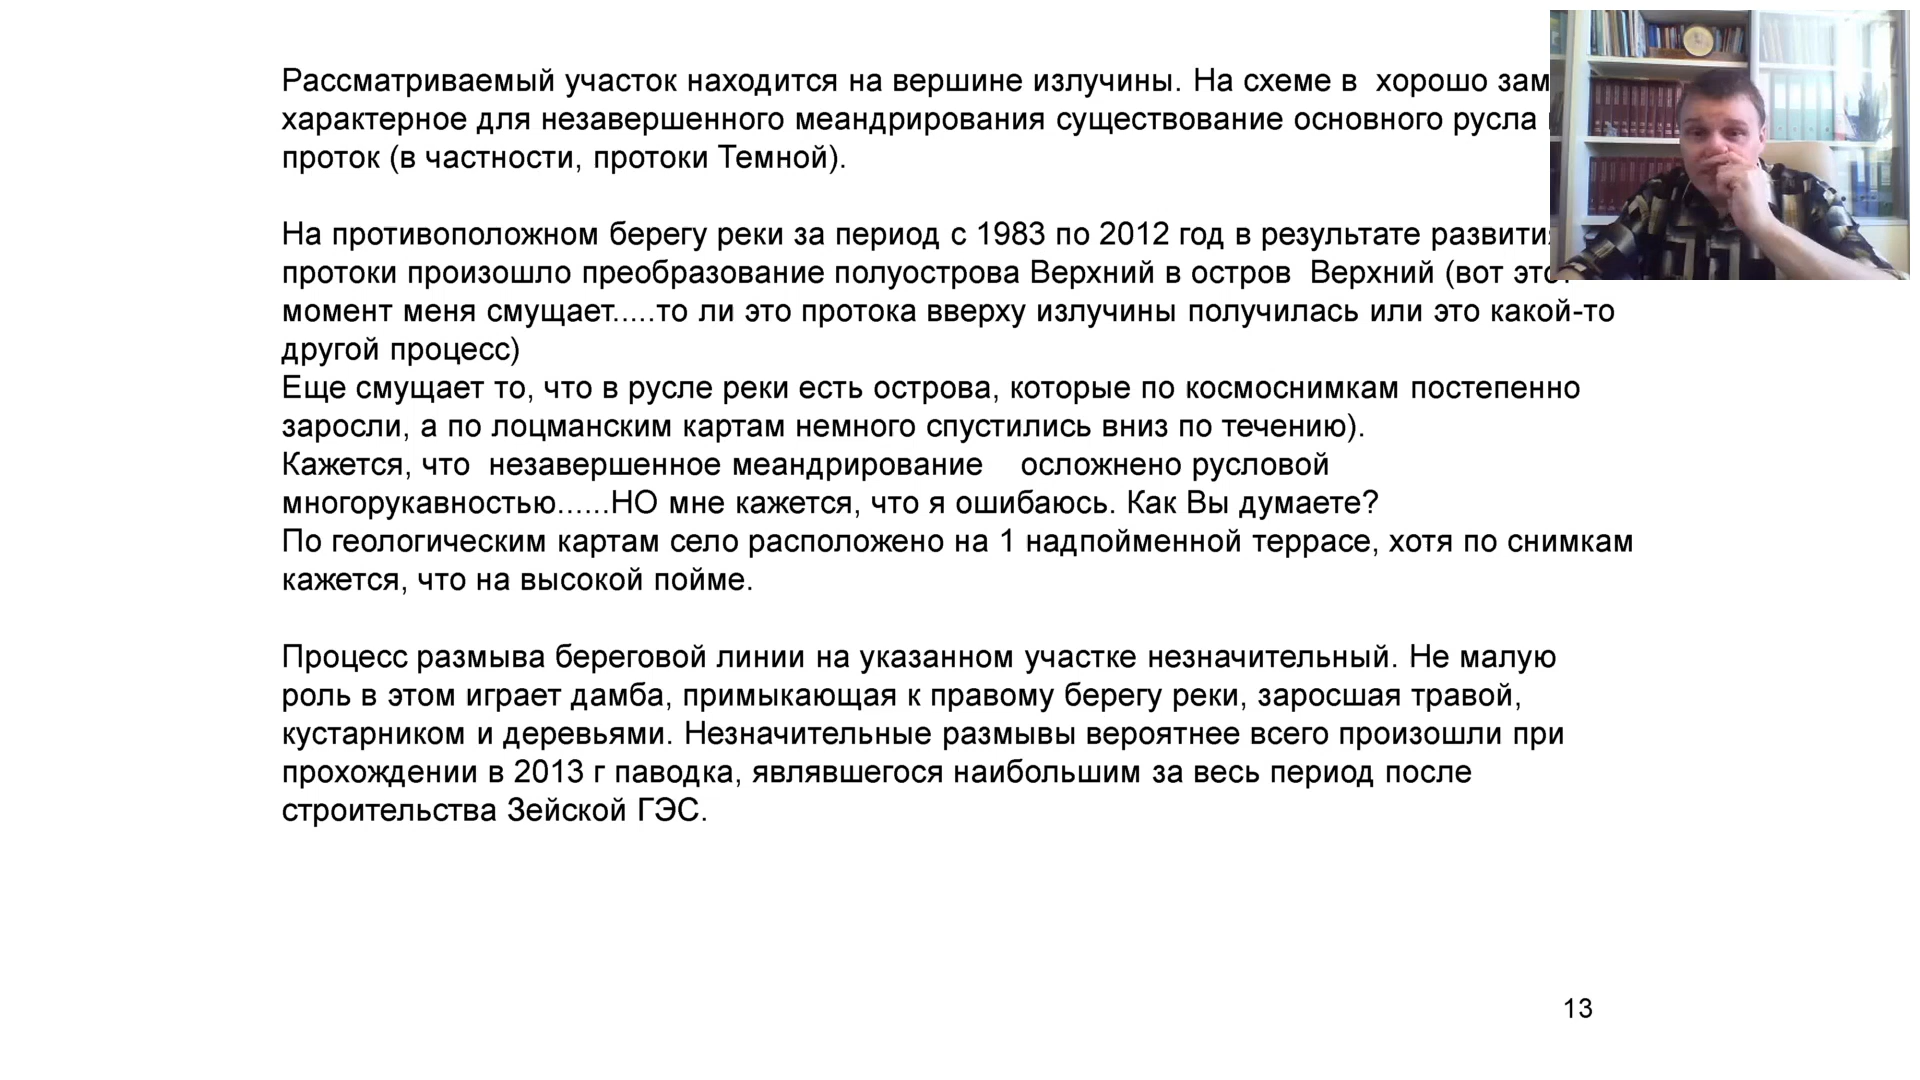 Рассматриваемый участок находится на вершине излучины. На схеме в  хорошо зам
характерное для незавершенного меандрирования существование основного русла
проток (в частности, протоки Темной).
На противоположном берегу реки за период с 1983 по 2012 год в результате развити
протоки произошло преобразование полуострова Верхний в остров  Верхний (вот этот
момент меня смущает.....то ли это протока вверху излучины получилась или это какой-то
другой процесс)
Еще смущает то, что в русле реки есть острова, которые по космоснимкам постепенно
заросли, а по лоцманским картам немного спустились вниз по течению).
Кажется, что  незавершенное меандрирование    осложнено русловой
многорукавностью......НО мне кажется, что я ошибаюсь. Как Вы думаете?
По геологическим картам село расположено на 1 надпойменной террасе, хотя по снимкам
кажется, что на высокой пойме.
Процесс размыва береговой линии на указанном участке незначительный. Не малую
роль в этом играет дамба, примыкающая к правому берегу реки, заросшая травой,
кустарником и деревьями. Незначительные размывы вероятнее всего произошли при
прохождении в 2013 г паводка, являвшегося наибольшим за весь период после
строительства Зейской ГЭС.
13